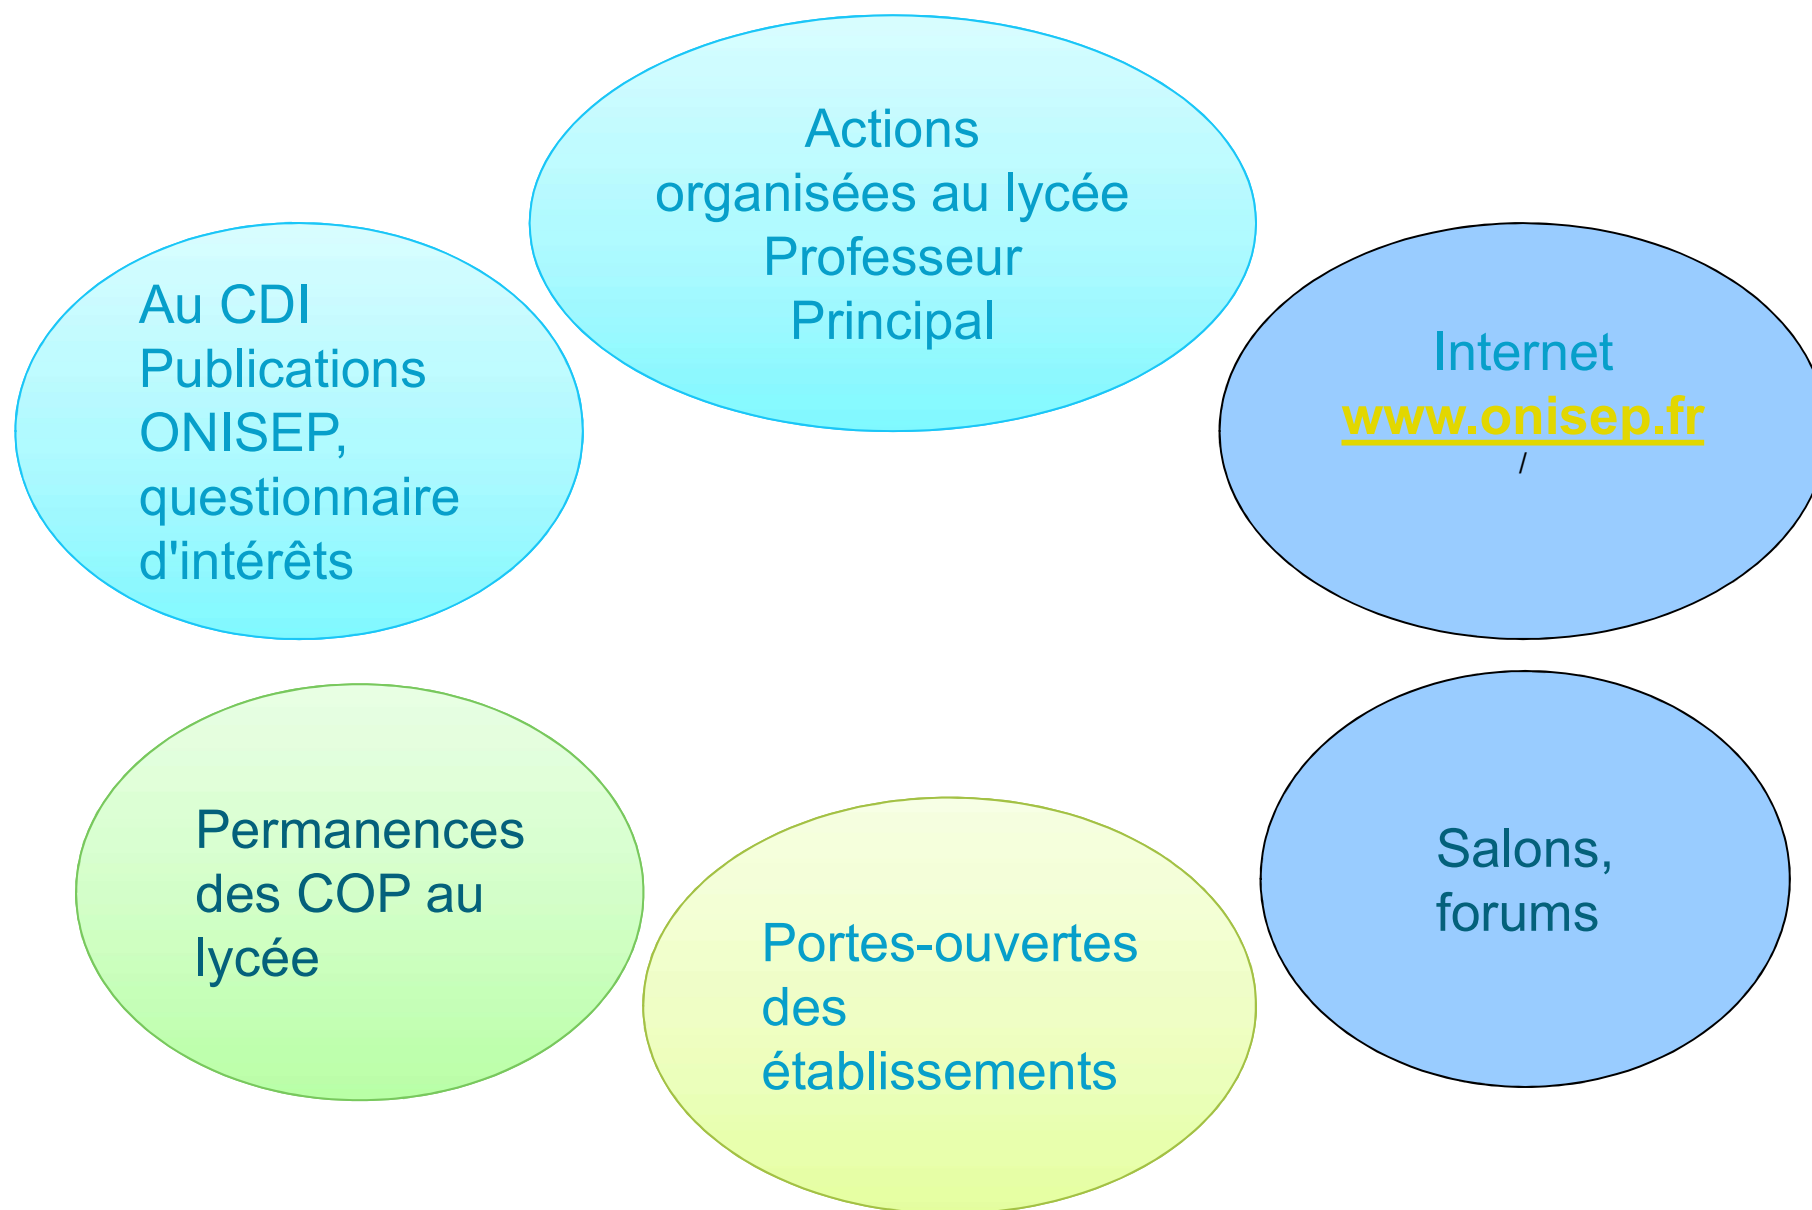 Actions
organisées au lycée
Professeur
Principal
Au CDI
Publications
ONISEP,
questionnaire
d'intérêts
Internet
www.onisep.fr
/
Permanences
des COP au
lycée
Portes-ouvertes
des
établissements
Salons,
forums